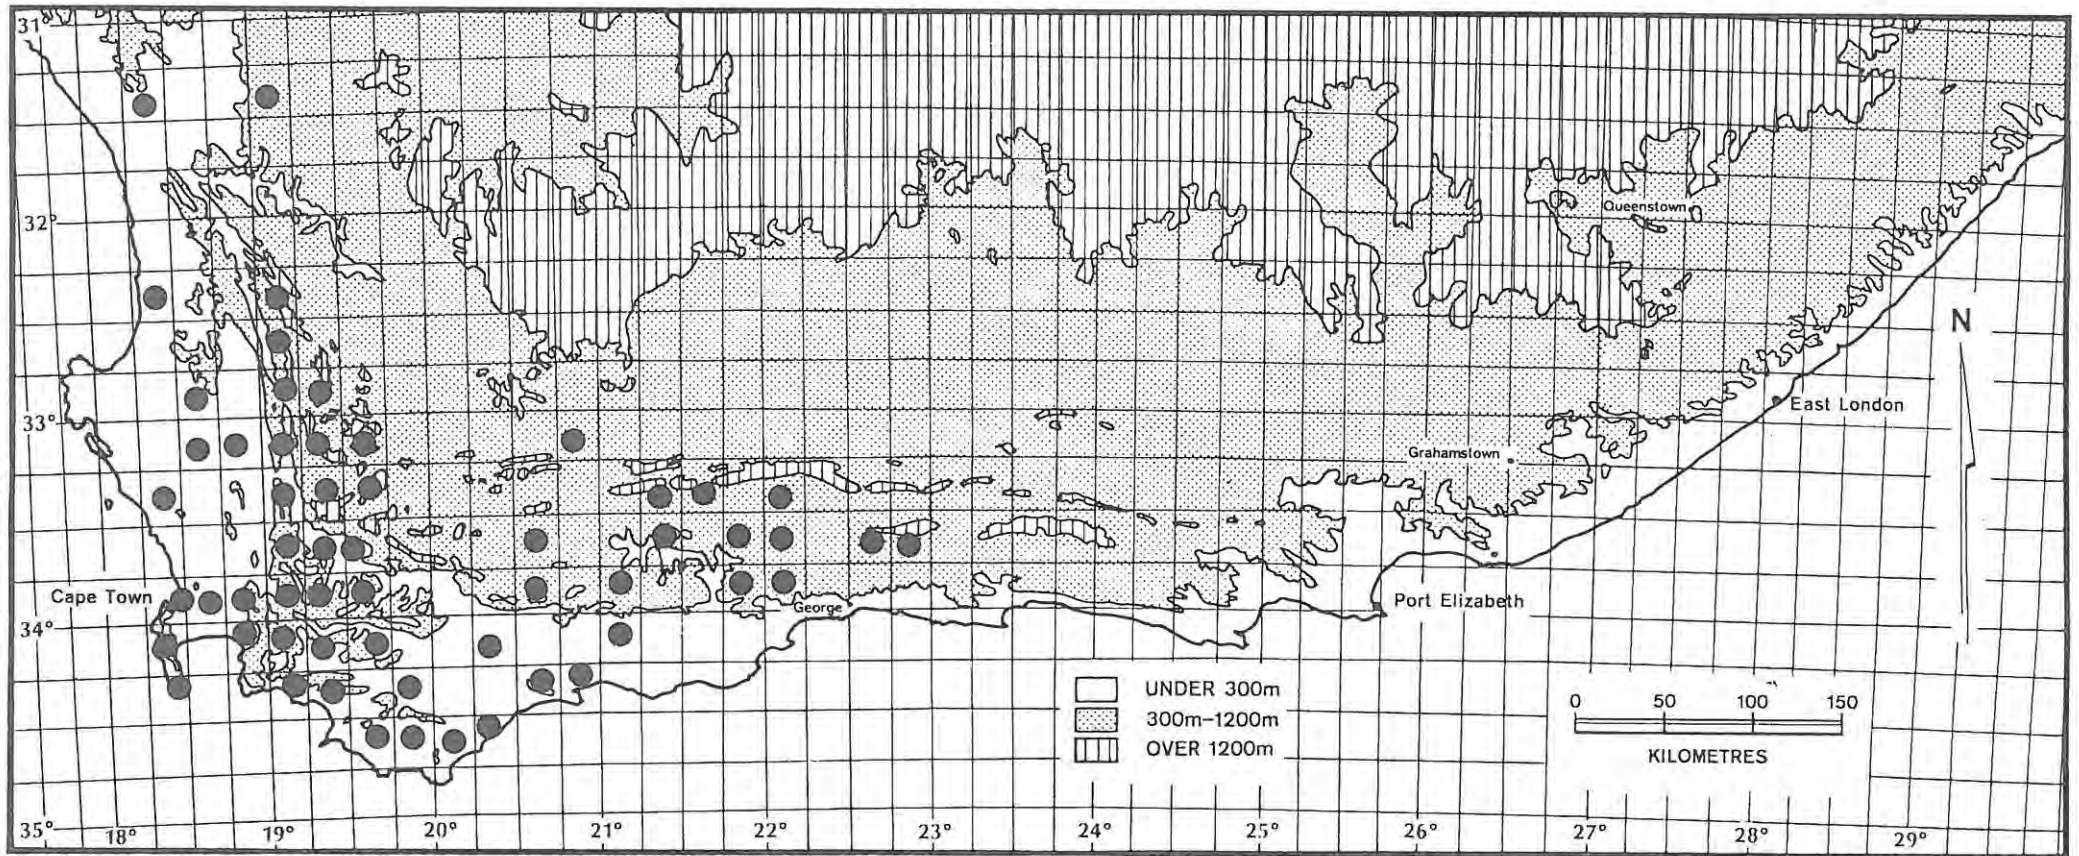 31
32°
33°
34°
35°
Queenstown
N
East London
Grahamstown
Cape Town
George
Port Elizabeth
UNDER 300m
300m–1200m
OVER 1200m
0 50 100 150
KILOMETRES
18° 19° 20° 21° 22° 23° 24° 25° 26° 27° 28° 29°